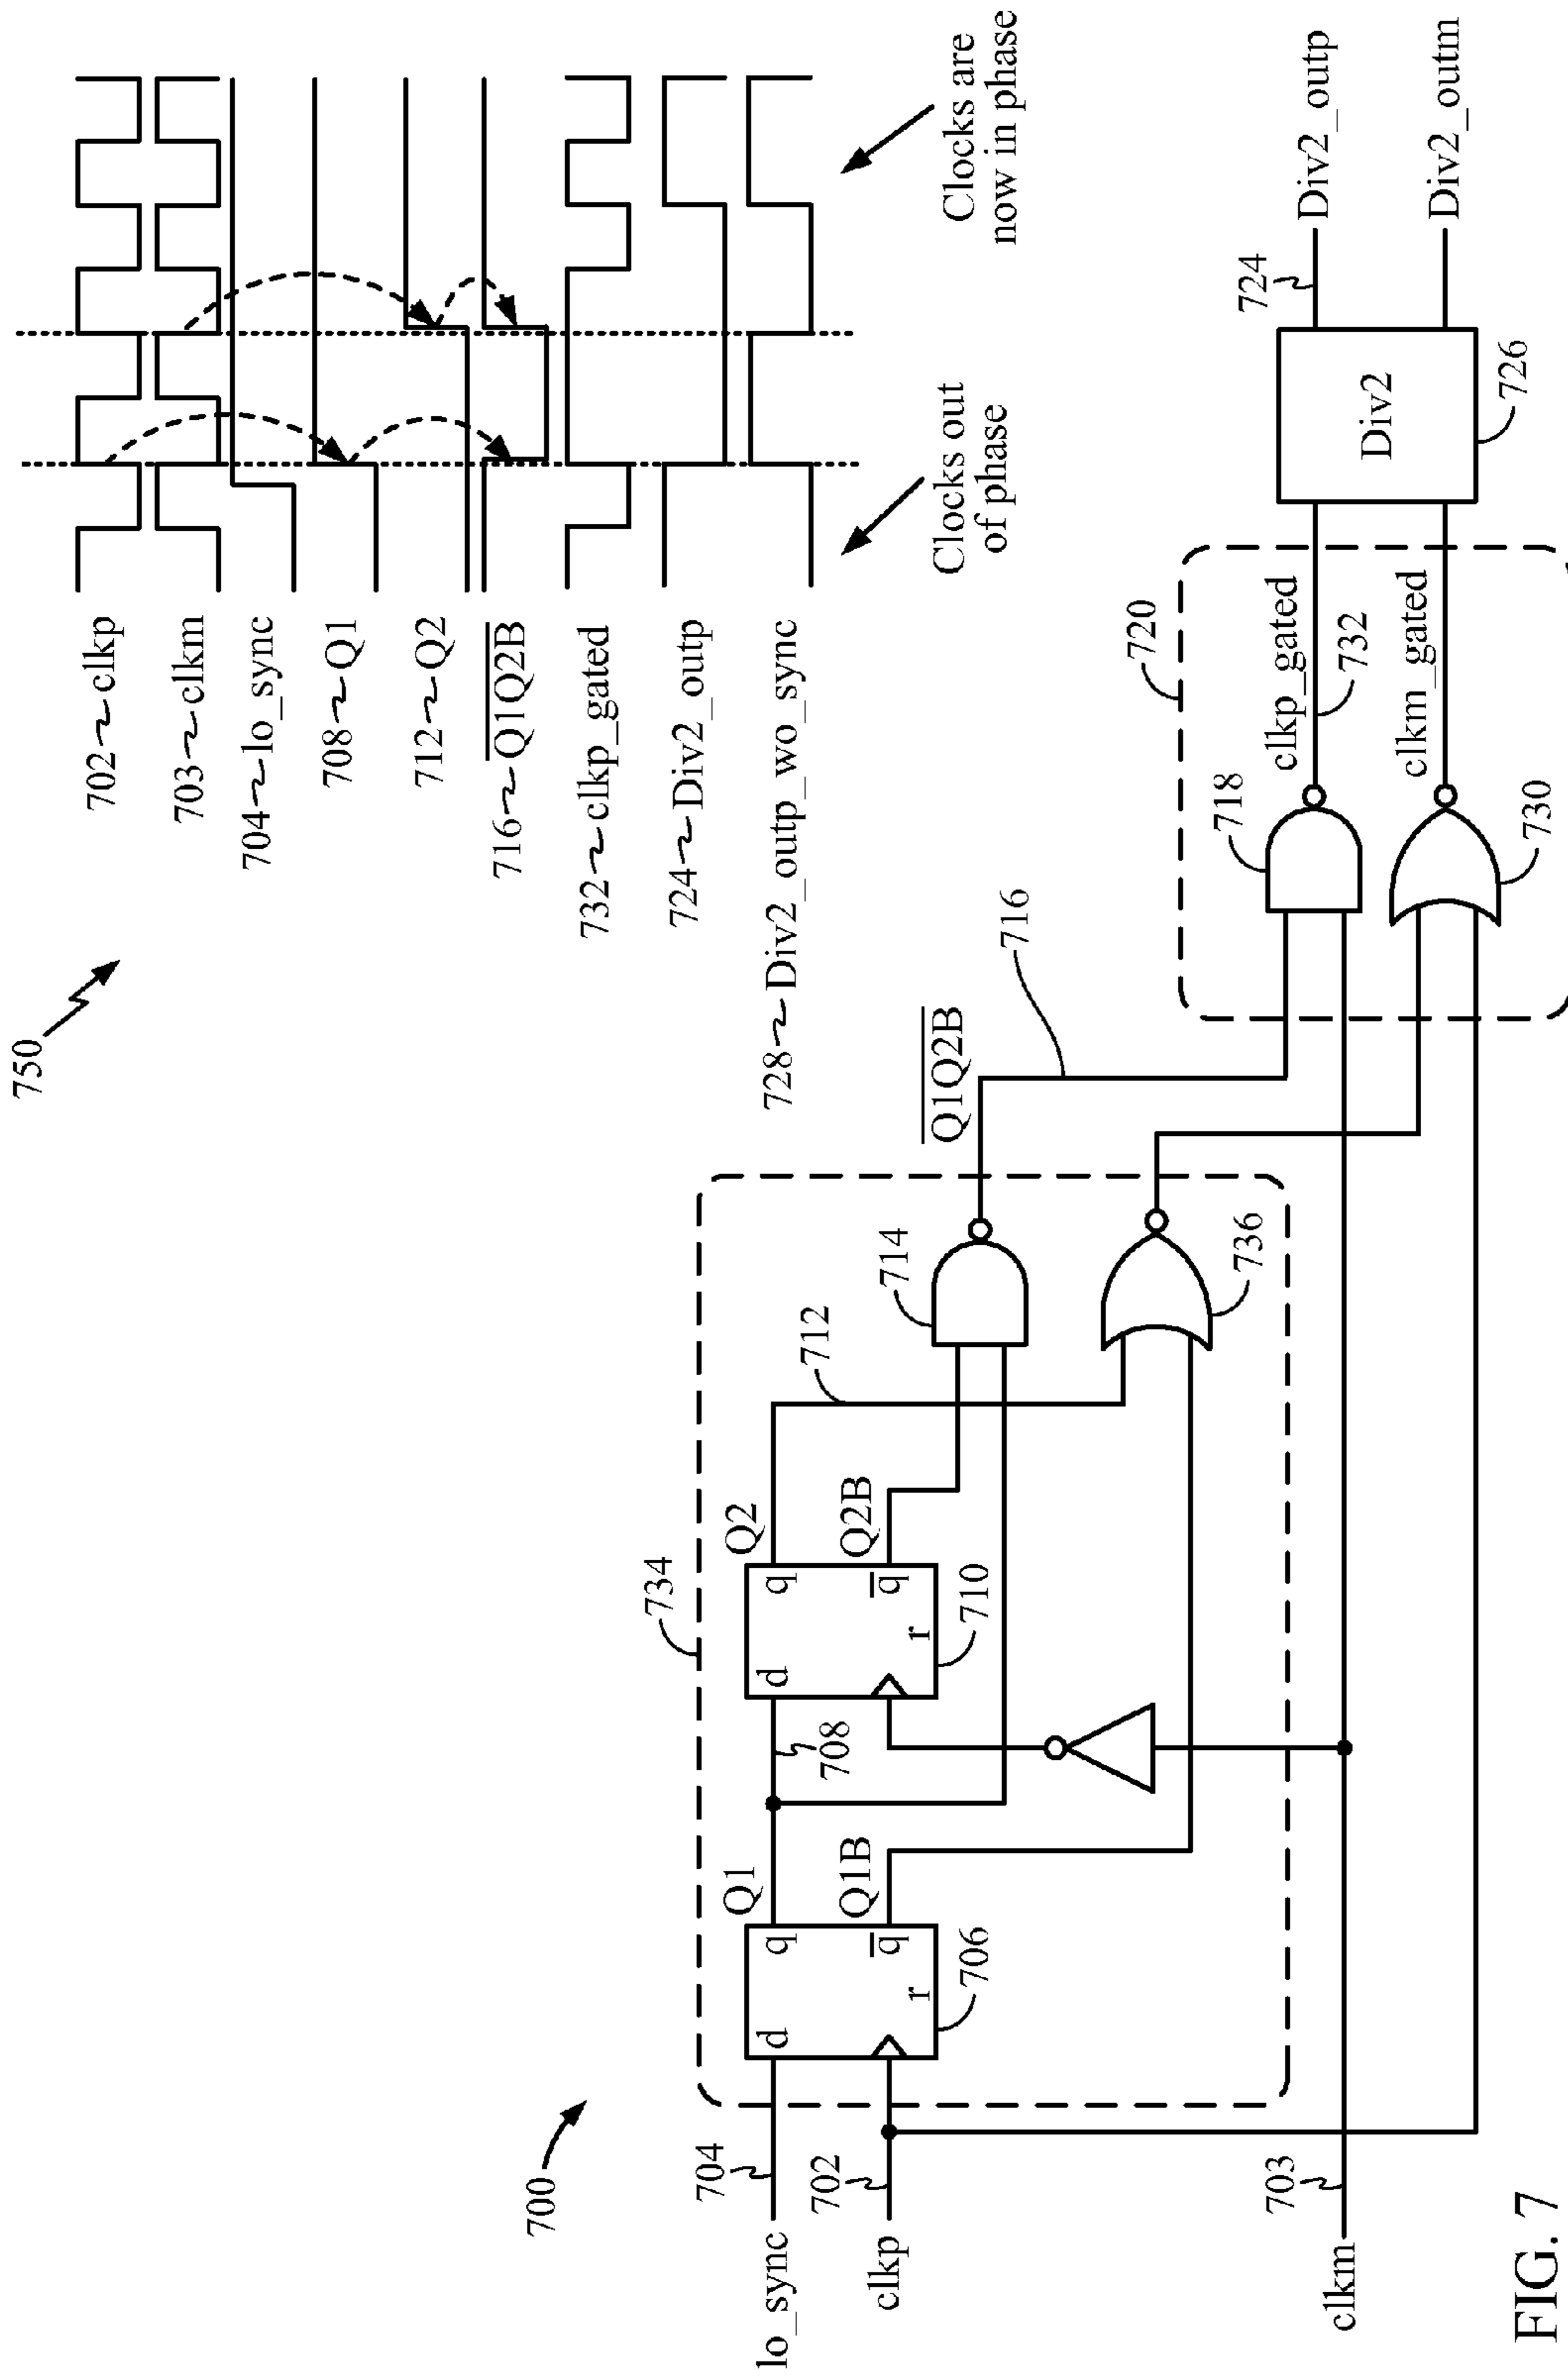 700
lo_sync
704
clkp
702
clkm
703
734
d
q
q
r
706
Q1
Q1B
708
d
q
q
r
710
Q2
Q2B
712
714
736
Q1Q2B
716
720
718
730
clkp_gated
732
clkm_gated
Div2
726
724
Div2_outp
Div2_outm
750
702 clkp
703 clkm
704 lo_sync
708 Q1
712 Q2
716 Q1Q2B
732 clkp_gated
724 Div2_outp
728 Div2_outp_wo_sync
Clocks out
of phase
Clocks are
now in phase
FIG. 7